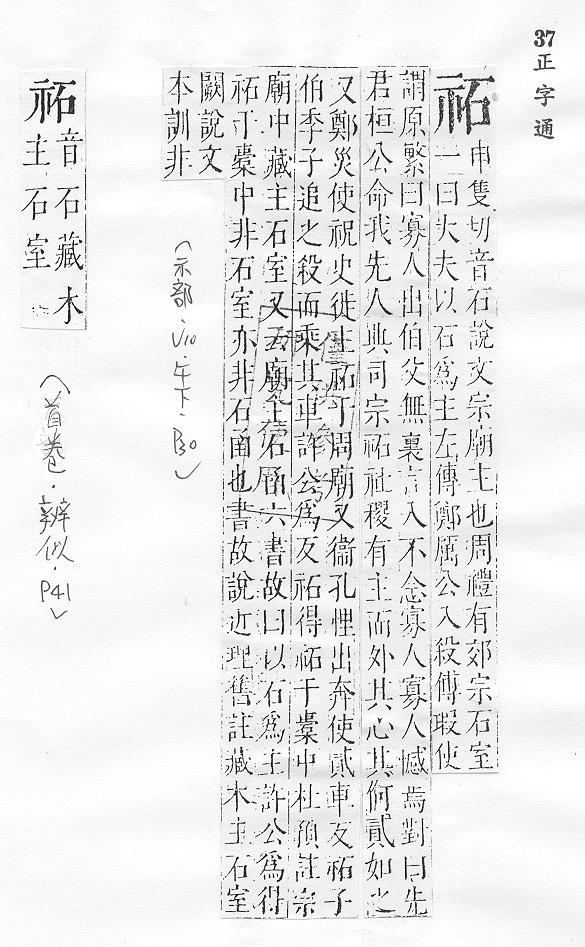 37正字通
祏
申隻切音石說文宗廟主也周禮有郊宗石室
一曰大夫以石爲主左傳鄭厲公入殺傅瑕使
謂原繁曰寡人出伯父無裏言入不念寡人寡人憾焉對曰先
君桓公命我先人典司宗祏社稷有主而外其心其何貳如之
又鄭災使祝史徙主祏于周廟又衞孔悝出奔使貳車反祏子
伯季子追之殺而乘其車許公爲反祏得祏于橐中杜預註宗
廟中藏主石室又云廟主石函六書故曰以石爲主許公爲得
祏于橐中非石室亦非石函也書故說近理舊註藏木主石室
闕說文
本訓非
(示部.V10.午下.P30)
祏
音石藏木
主石室
(首卷.辨似.P41)